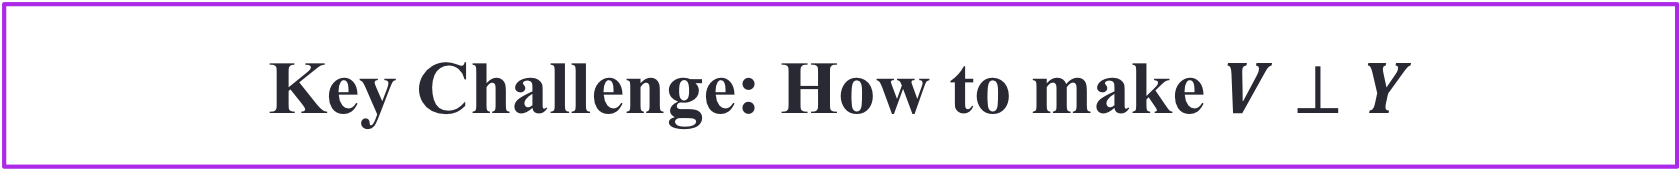 Key Challenge: How to make V ⊥ Y